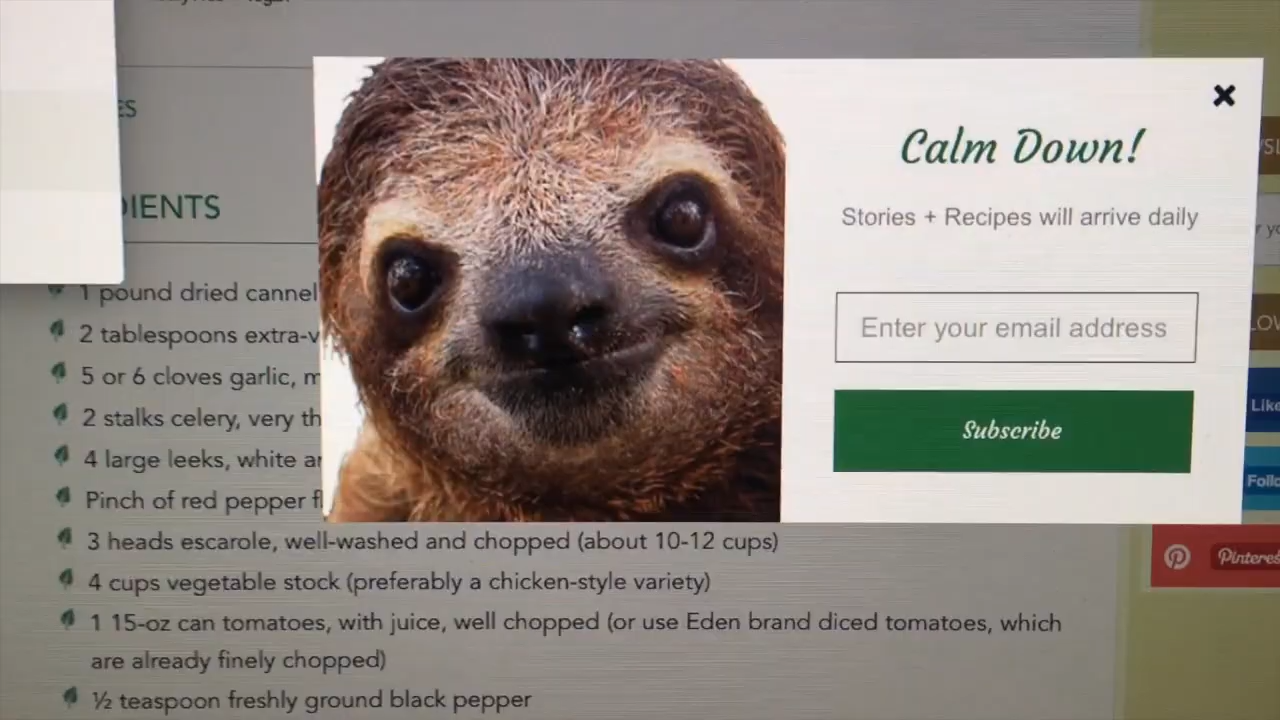 ES
DIENTS
1 pound dried cannel
2 tablespoons extra-v
5 or 6 cloves garlic, m
2 stalks celery, very th
4 large leeks, white ar
Pinch of red pepper fl
3 heads escarole, well-washed and chopped (about 10-12 cups)
4 cups vegetable stock (preferably a chicken-style variety)
1 15-oz can tomatoes, with juice, well chopped (or use Eden brand diced tomatoes, which
are already finely chopped)
½ teaspoon freshly ground black pepper
Calm Down!
Stories + Recipes will arrive daily
Enter your email address
Subscribe
Like
Follo
Pinteres